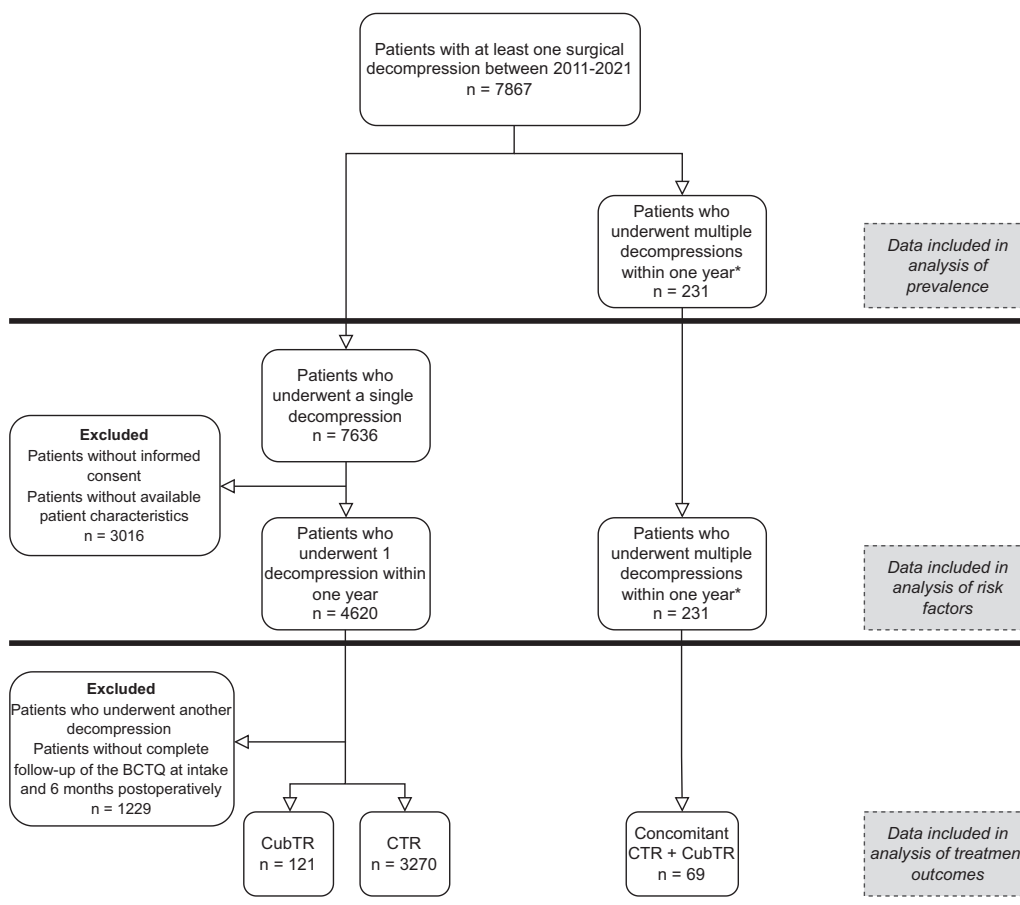 Patients with at least one surgical
decompression between 2011-2021
n = 7867
Patients who
underwent multiple
decompressions
within one year*
n = 231
Data included in
analysis of
prevalence
Patients who
underwent a single
decompression
n = 7636
Excluded
Patients without informed
consent
Patients without available
patient characteristics
n = 3016
Patients who
underwent 1
decompression within
one year
n = 4620
Patients who
underwent multiple
decompressions
within one year*
n = 231
Data included in
analysis of risk
factors
Excluded
Patients who underwent another
decompression
Patients without complete
follow-up of the BCTQ at intake
and 6 months postoperatively
n = 1229
CubTR
n = 121
CTR
n = 3270
Concomitant
CTR + CubTR
n = 69
Data included in
analysis of treatment
outcomes